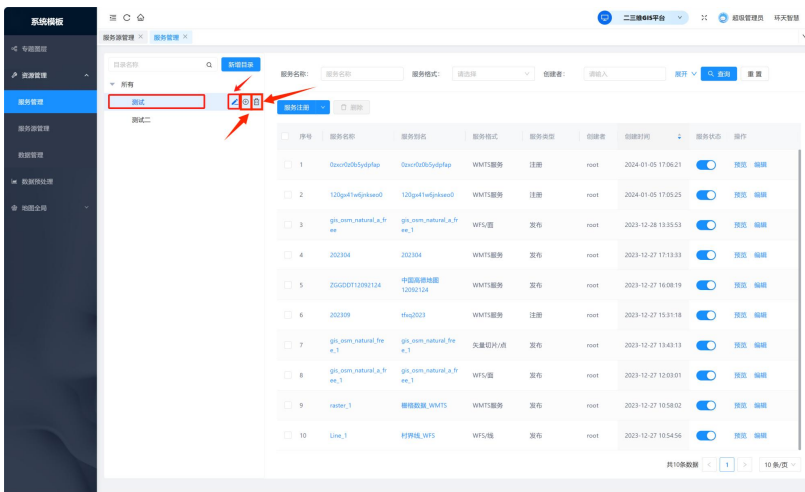 系统模板
二三维GIS平台
超级管理员
环天智慧
服务源管理 ×
服务管理 ×
专题图层
资源管理
服务管理
服务源管理
数据管理
数据预处理
地图全局
目录名称
新增目录
所有
测试
测试二
服务名称: 服务名称
服务格式: 请选择
创建者: 请输入
展开
查询
重置
服务注册
删除
序号 服务名称 服务别名 服务格式 服务类型 创建者 创建时间 服务状态 操作
1 0zxcr0z0b5ydpfap 0zxcr0z0b5ydpfap WMTS服务 注册 root 2024-01-05 17:06:21 预览 编辑
2 120gx41w6jnkseo0 120gx41w6jnkseo0 WMTS服务 注册 root 2024-01-05 17:05:25 预览 编辑
3 gis_osm_natural_a_fr gis_osm_natural_a_fr WFS/面 发布 root 2023-12-28 13:35:53 预览 编辑
ee ee_1
4 202304 202304 WMTS服务 发布 root 2023-12-27 17:13:33 预览 编辑
5 ZGGDDT12092124 中国高德地图 WMTS服务 发布 root 2023-12-27 16:08:19 预览 编辑
12092124
6 202309 tfsq2023 WMTS服务 注册 root 2023-12-27 15:31:18 预览 编辑
7 gis_osm_natural_fre gis_osm_natural_fre 矢量切片/点 发布 root 2023-12-27 13:43:13 预览 编辑
e_1 e_1
8 gis_osm_natural_a_fr gis_osm_natural_a_fr WFS/面 发布 root 2023-12-27 12:03:01 预览 编辑
ee_1 ee_1
9 raster_1 栅格数据_WMTS WMTS服务 发布 root 2023-12-27 10:58:02 预览 编辑
10 Line_1 村界线_WFS WFS/线 发布 root 2023-12-27 10:54:56 预览 编辑
共10条数据 < 1 > 10 条/页